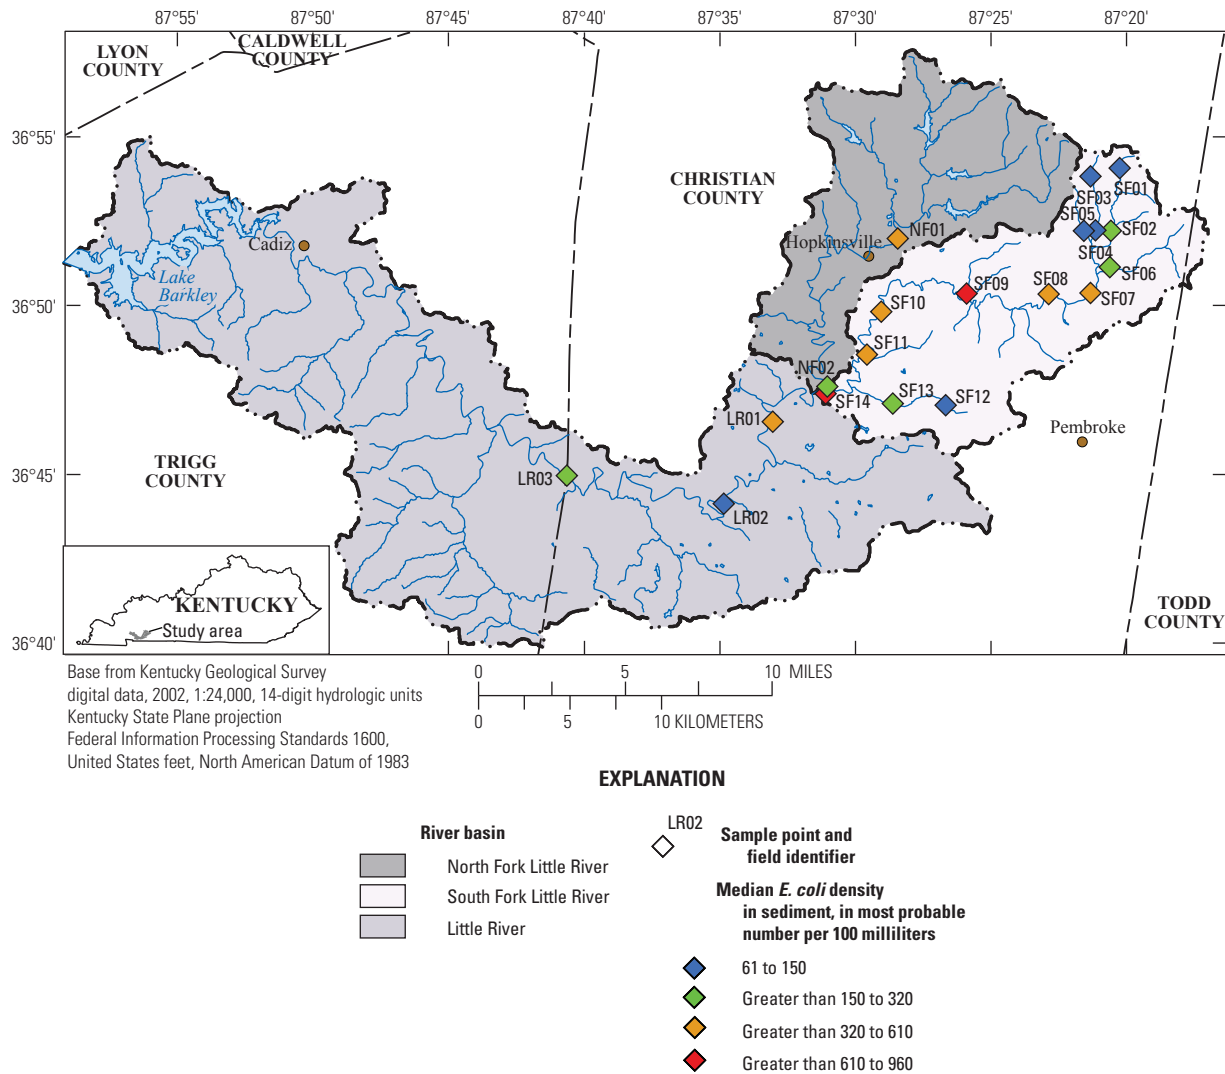 87°55' 87°50' 87°45' 87°40' 87°35' 87°30' 87°25' 87°20'
36°55'
36°50'
36°45'
36°40'
LYON
COUNTY
CALDWELL
COUNTY
CHRISTIAN
COUNTY
TRIGG
COUNTY
TODD
COUNTY
Cadiz
Lake
Barkley
Hopkinsville
Pembroke
NF01
SF03
SF01
SF05
SF02
SF04
SF06
SF09
SF08
SF07
SF10
SF11
NF02
SF14
SF13
SF12
LR01
LR03
LR02
KENTUCKY
Study area
Base from Kentucky Geological Survey
digital data, 2002, 1:24,000, 14-digit hydrologic units
Kentucky State Plane projection
Federal Information Processing Standards 1600,
United States feet, North American Datum of 1983
0 5 10 MILES
0 5 10 KILOMETERS
EXPLANATION
River basin
North Fork Little River
South Fork Little River
Little River
LR02
Sample point and
field identifier
Median E. coli density
in sediment, in most probable
number per 100 milliliters
61 to 150
Greater than 150 to 320
Greater than 320 to 610
Greater than 610 to 960